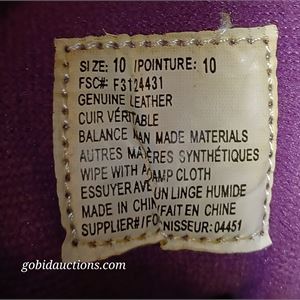 SIZE: 10 /POINTURE: 10
FSC#: F3124431
GENUINE LEATHER
CUIR VÉRITABLE
BALANCE MAN MADE MATERIALS
AUTRES MATIÈRES SYNTHÉTIQUES
WIPE WITH DAMP CLOTH
ESSUYER AVEC UN LINGE HUMIDE
MADE IN CHINA/FAIT EN CHINE
SUPPLIER#/FOURNISSEUR: 04451
gobidauctions.com